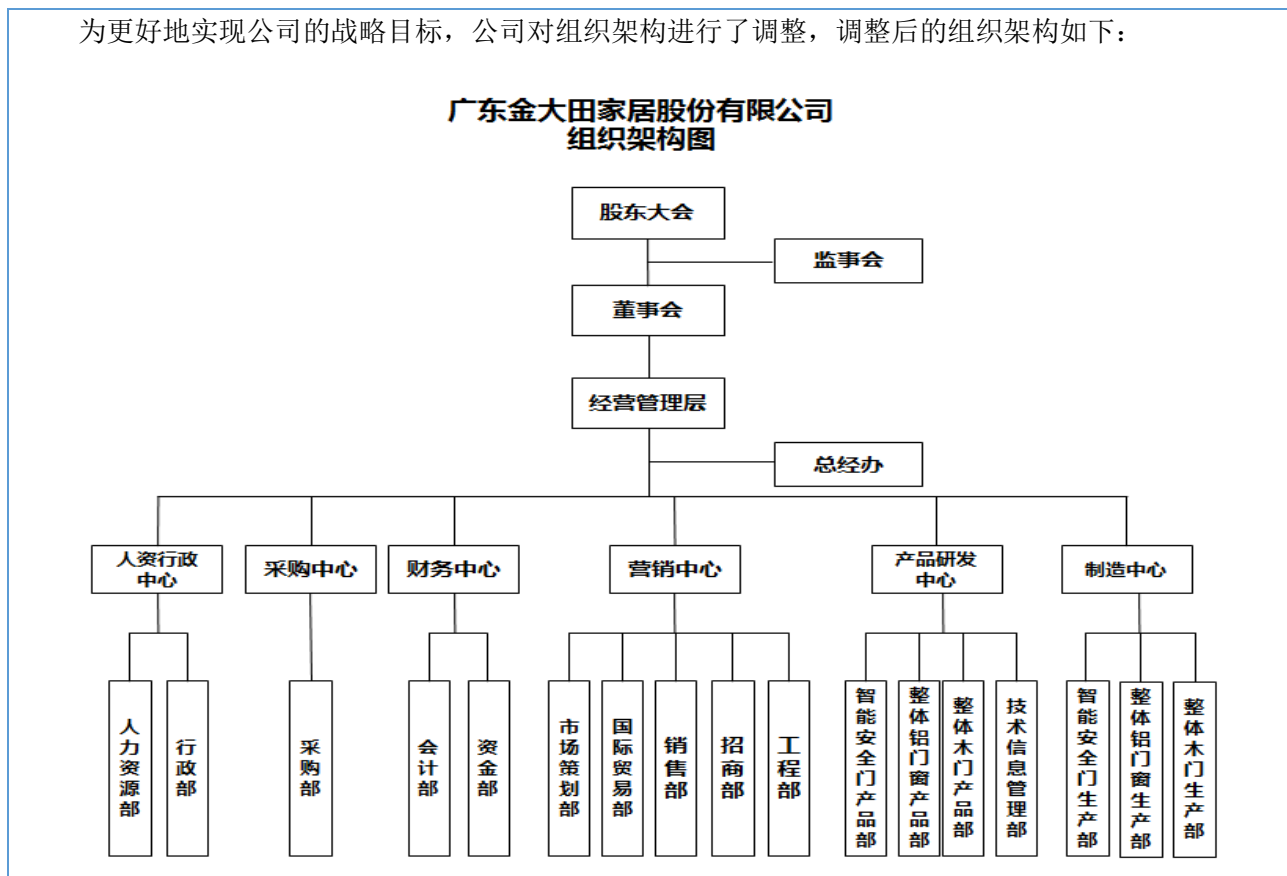 为更好地实现公司的战略目标，公司对组织架构进行了调整，调整后的组织架构如下：
广东金大田家居股份有限公司
组织架构图
股东大会
监事会
董事会
经营管理层
总经办
人资行政
中心
采购中心
财务中心
营销中心
产品研发
中心
制造中心
人力资源部
行政部
采购部
会计部
资金部
市场策划部
国际贸易部
销售部
招商部
工程部
智能安全门产品部
整体铝门窗产品部
整体木门产品部
技术信息管理部
智能安全门生产部
整体铝门窗生产部
整体木门生产部